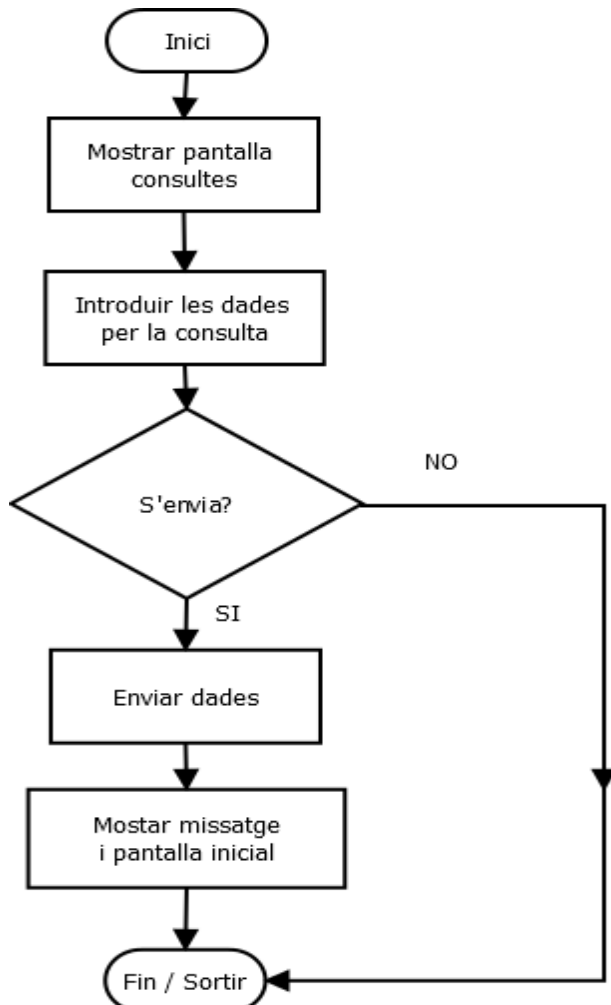 Inici
Mostrar pantalla
consultes
Introduir les dades
per la consulta
NO
S'envia?
SI
Enviar dades
Mostar missatge
i pantalla inicial
Fin / Sortir